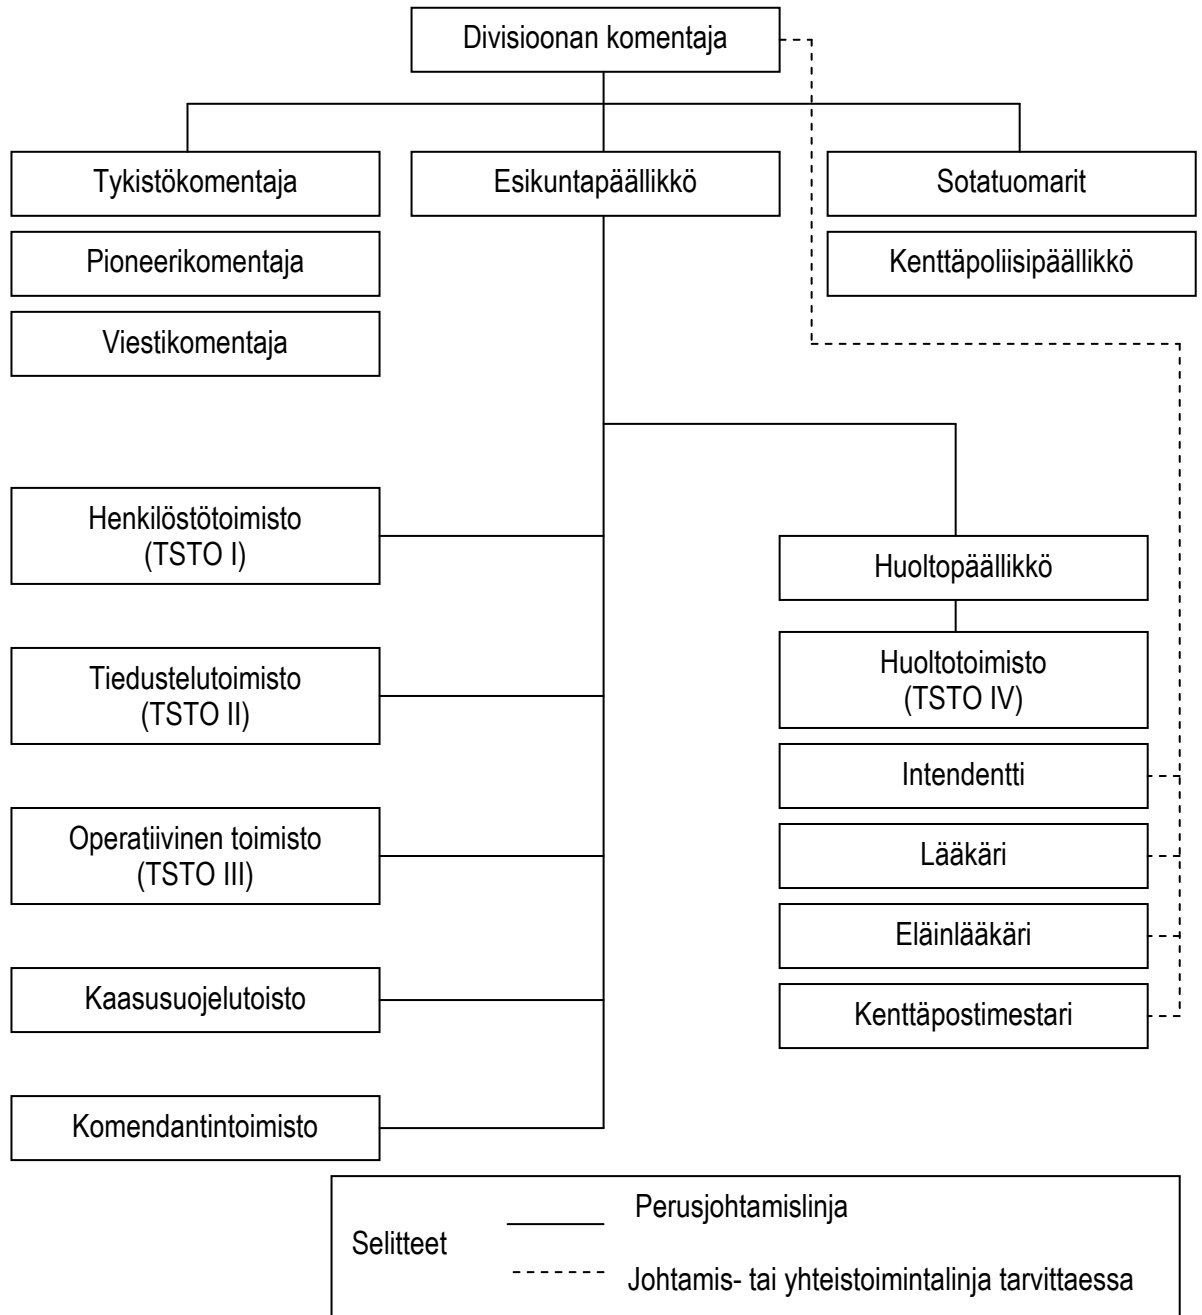 Divisioonan komentaja
Tykistökomentaja
Esikuntapäällikkö
Sotatuomarit
Pioneerikomentaja
Kenttäpoliisipäällikkö
Viestikomentaja
Henkilöstötoimisto
(TSTO I)
Huoltopäällikkö
Tiedustelutoimisto
(TSTO II)
Huoltotoimisto
(TSTO IV)
Intendentti
Operatiivinen toimisto
(TSTO III)
Lääkäri
Eläinlääkäri
Kaasusuojelutoisto
Kenttäpostimestari
Komendantintoimisto
Selitteet
Perusjohtamislinja
Johtamis- tai yhteistoimintalinja tarvittaessa